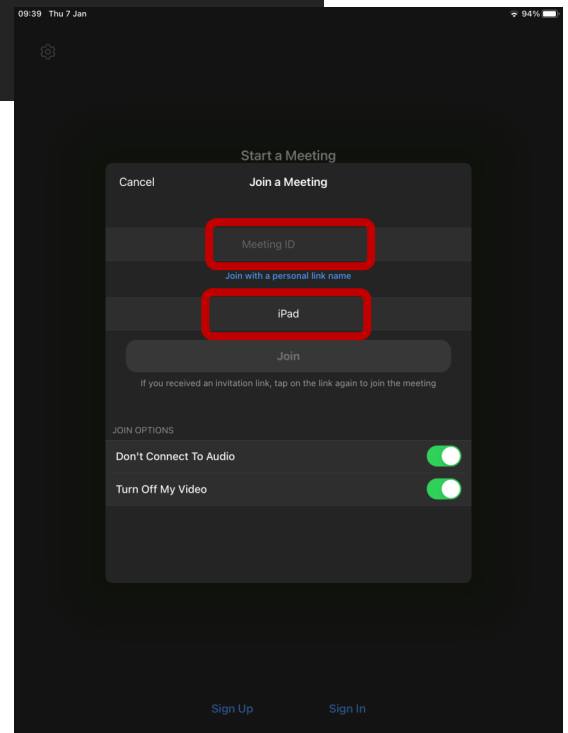 09:39 Thu 7 Jan
94%
Start a Meeting
Cancel
Join a Meeting
Meeting ID
Join with a personal link name
iPad
Join
If you received an invitation link, tap on the link again to join the meeting
JOIN OPTIONS
Don't Connect To Audio
Turn Off My Video
Sign Up
Sign In